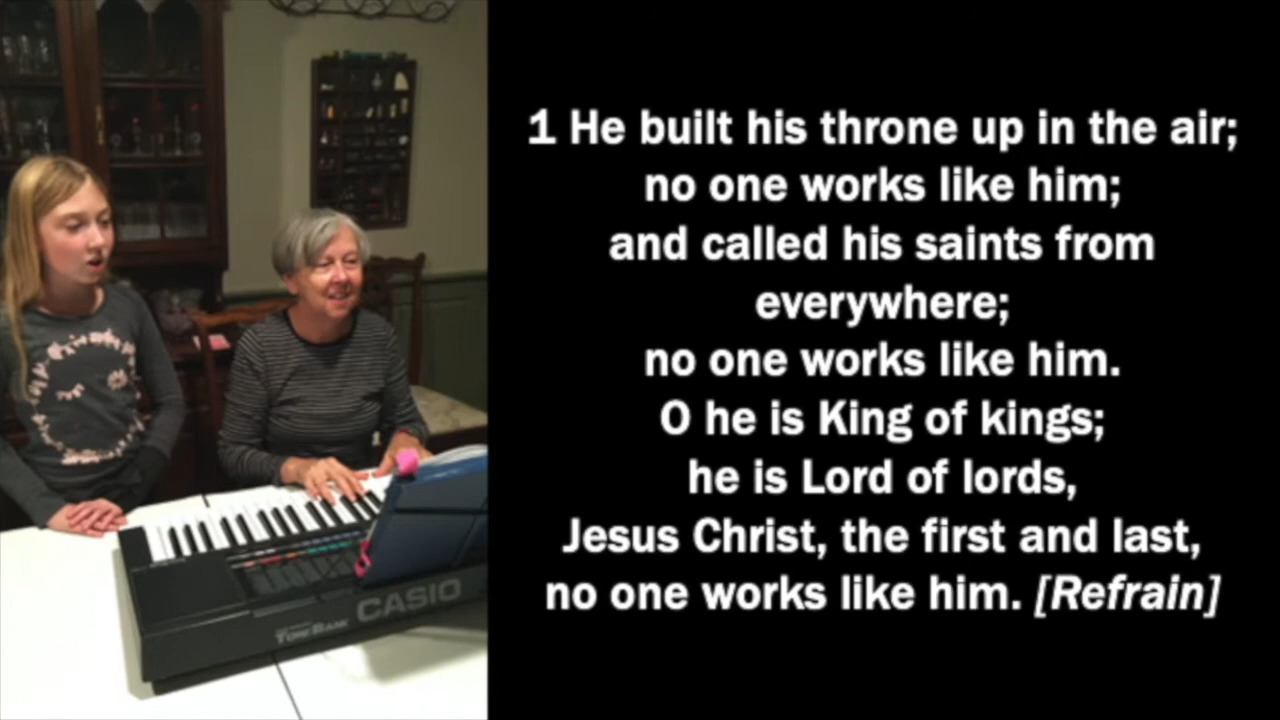 1 He built his throne up in the air;
no one works like him;
and called his saints from
everywhere;
no one works like him.
O he is King of kings;
he is Lord of lords,
Jesus Christ, the first and last,
no one works like him. [Refrain]
CASIO
TONE BANK